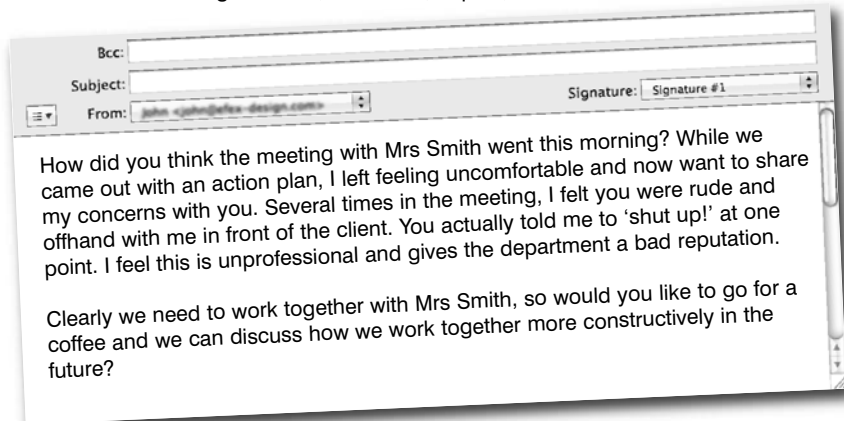 Bcc:
Subject:
From: john <john@efex-design.com> Signature: Signature #1
How did you think the meeting with Mrs Smith went this morning? While we
came out with an action plan, I left feeling uncomfortable and now want to share
my concerns with you. Several times in the meeting, I felt you were rude and
offhand with me in front of the client. You actually told me to ‘shut up!’ at one
point. I feel this is unprofessional and gives the department a bad reputation.
Clearly we need to work together with Mrs Smith, so would you like to go for a
coffee and we can discuss how we work together more constructively in the
future?